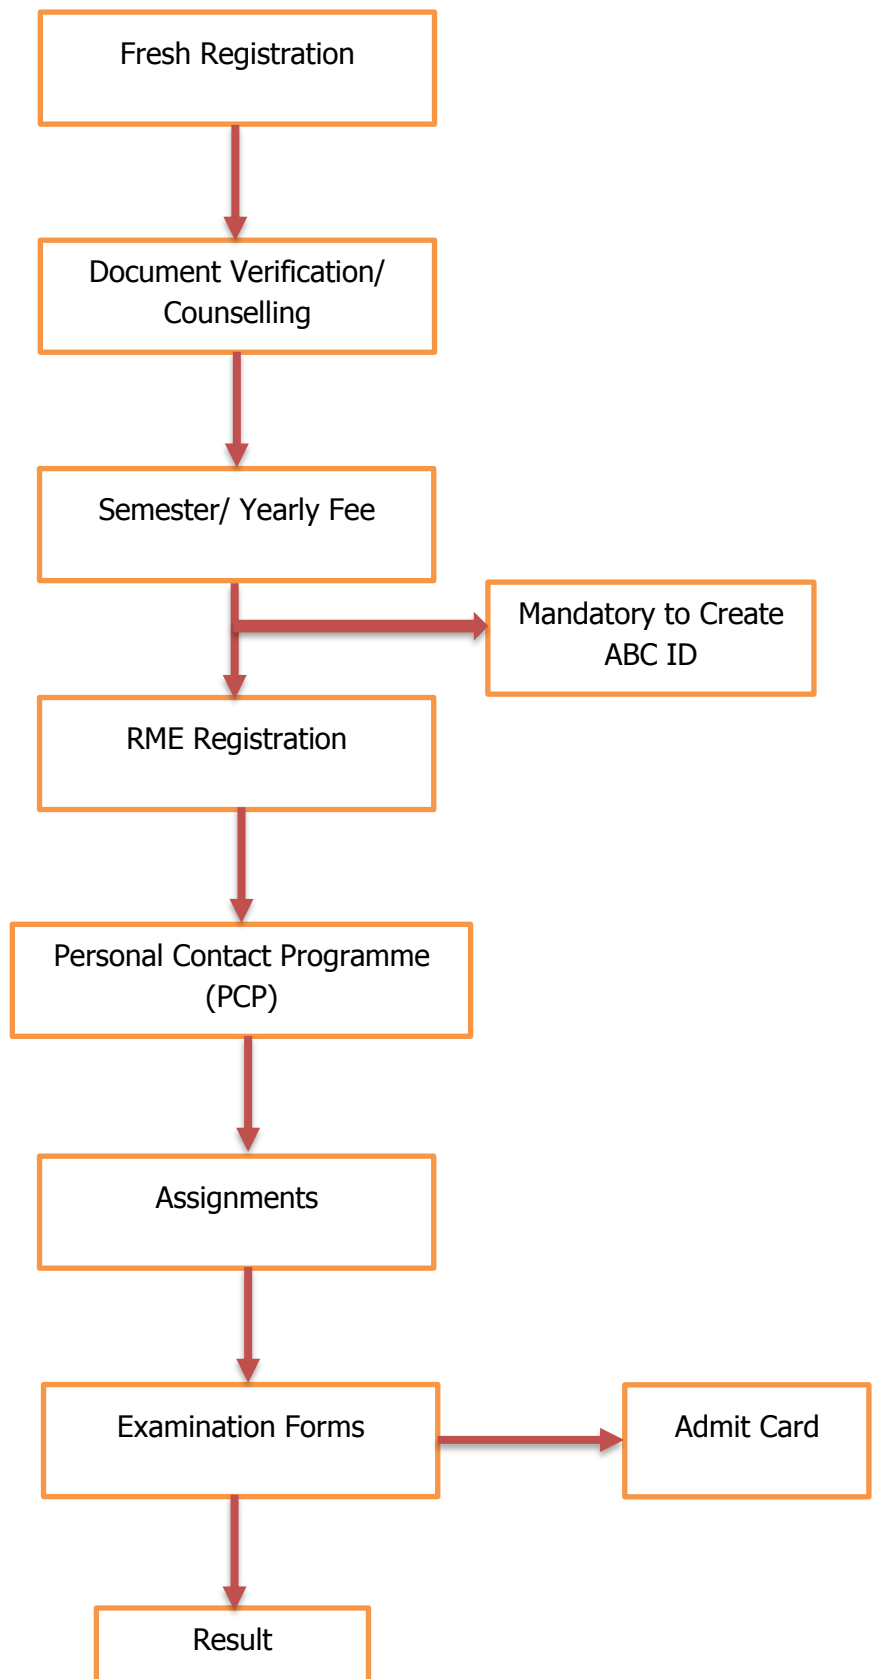 Fresh Registration
Document Verification/
Counselling
Semester/ Yearly Fee
Mandatory to Create
ABC ID
RME Registration
Personal Contact Programme
(PCP)
Assignments
Examination Forms
Admit Card
Result